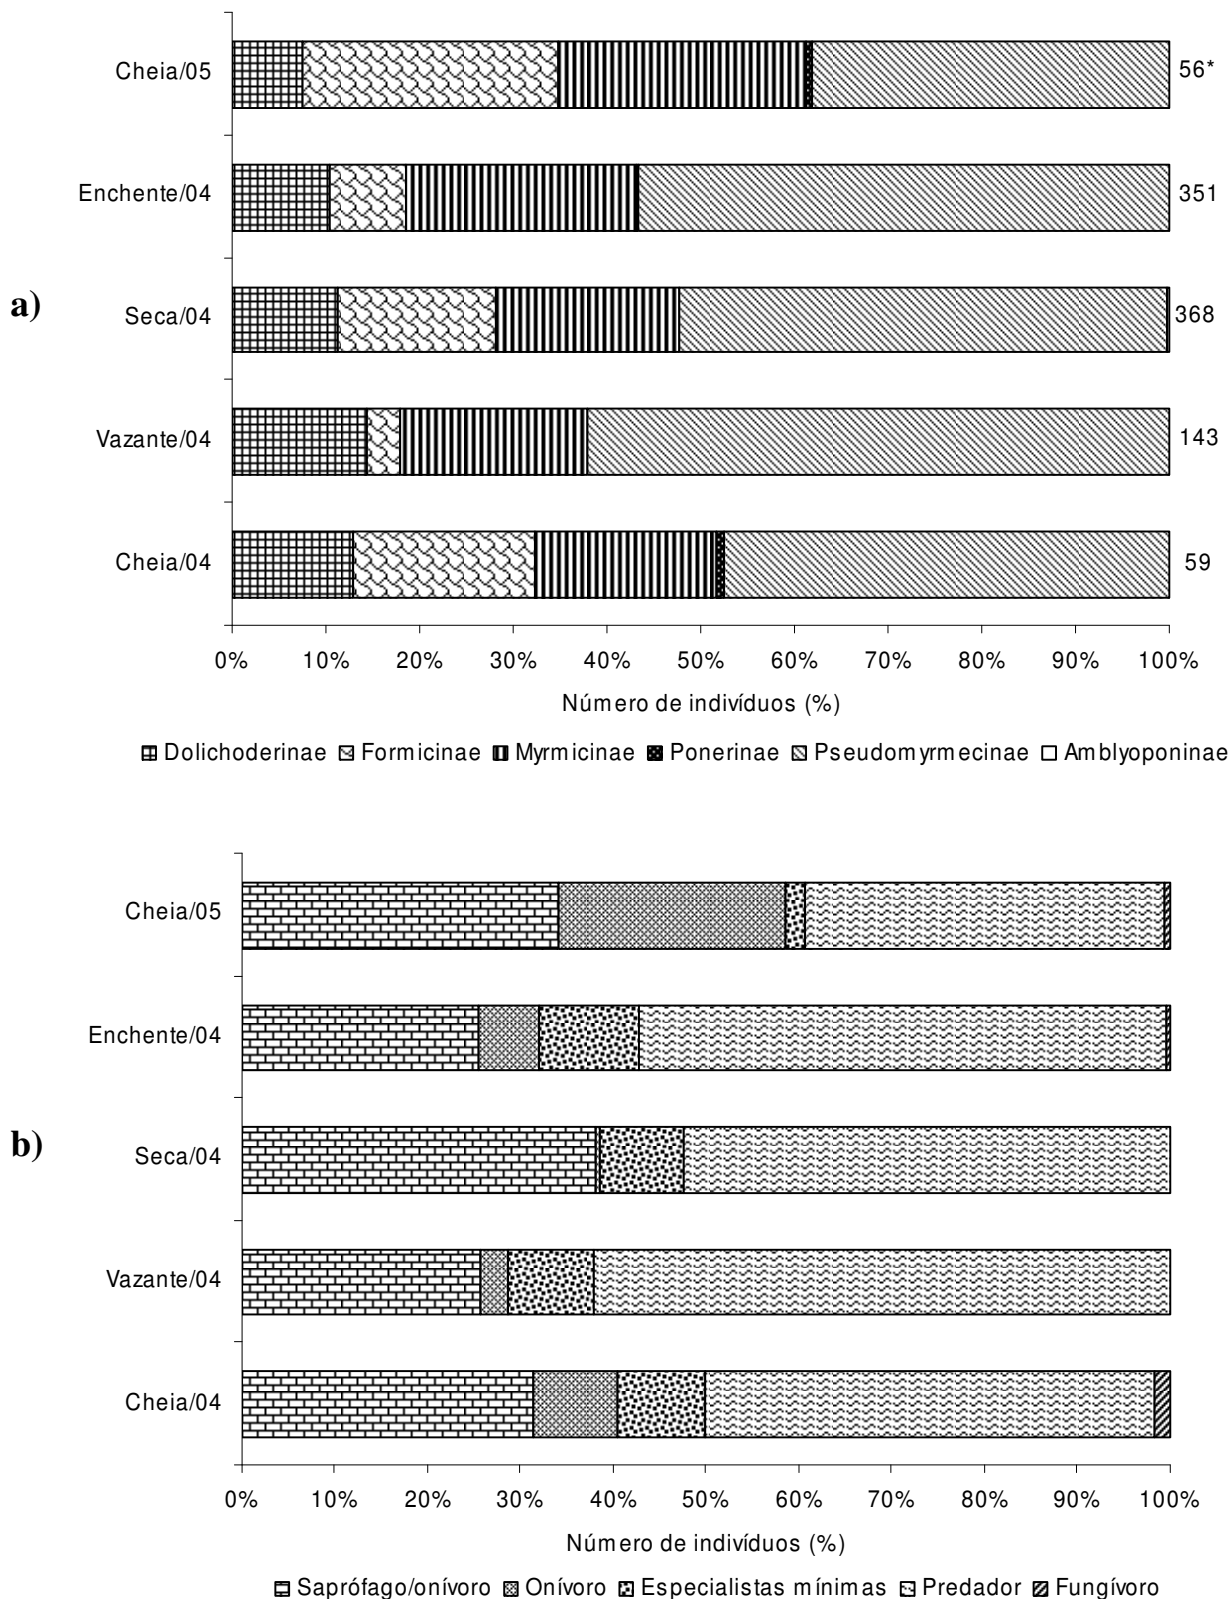 Cheia/05 56*
Enchente/04 351
a)
Seca/04 368
Vazante/04 143
Cheia/04 59
0% 10% 20% 30% 40% 50% 60% 70% 80% 90% 100%
Número de indivíduos (%)
Dolichoderinae Formicinae Myrmicinae Ponerinae Pseudomyrmecinae Amblyoponinae
Cheia/05
Enchente/04
b)
Seca/04
Vazante/04
Cheia/04
0% 10% 20% 30% 40% 50% 60% 70% 80% 90% 100%
Número de indivíduos (%)
Saprófago/onívoro Onívoro Especialistas mínimas Predador Fungívoro